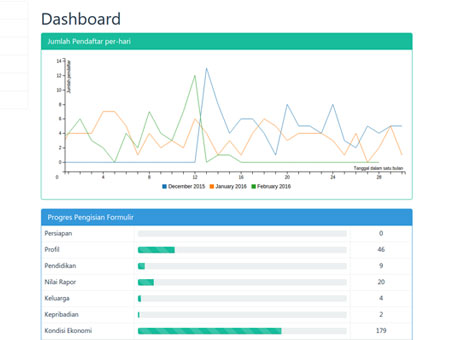 Dashboard
Jumlah Pendaftar per-hari
14
12
10
8
6
4
2
0
Jumlah pendaftar
0 4 8 12 16 20 24 28
Tanggal dalam satu bulan
December 2015 January 2016 February 2016
Progres Pengisian Formulir
Persiapan 0
Profil 46
Pendidikan 9
Nilai Rapor 20
Keluarga 4
Kepribadian 2
Kondisi Ekonomi 179